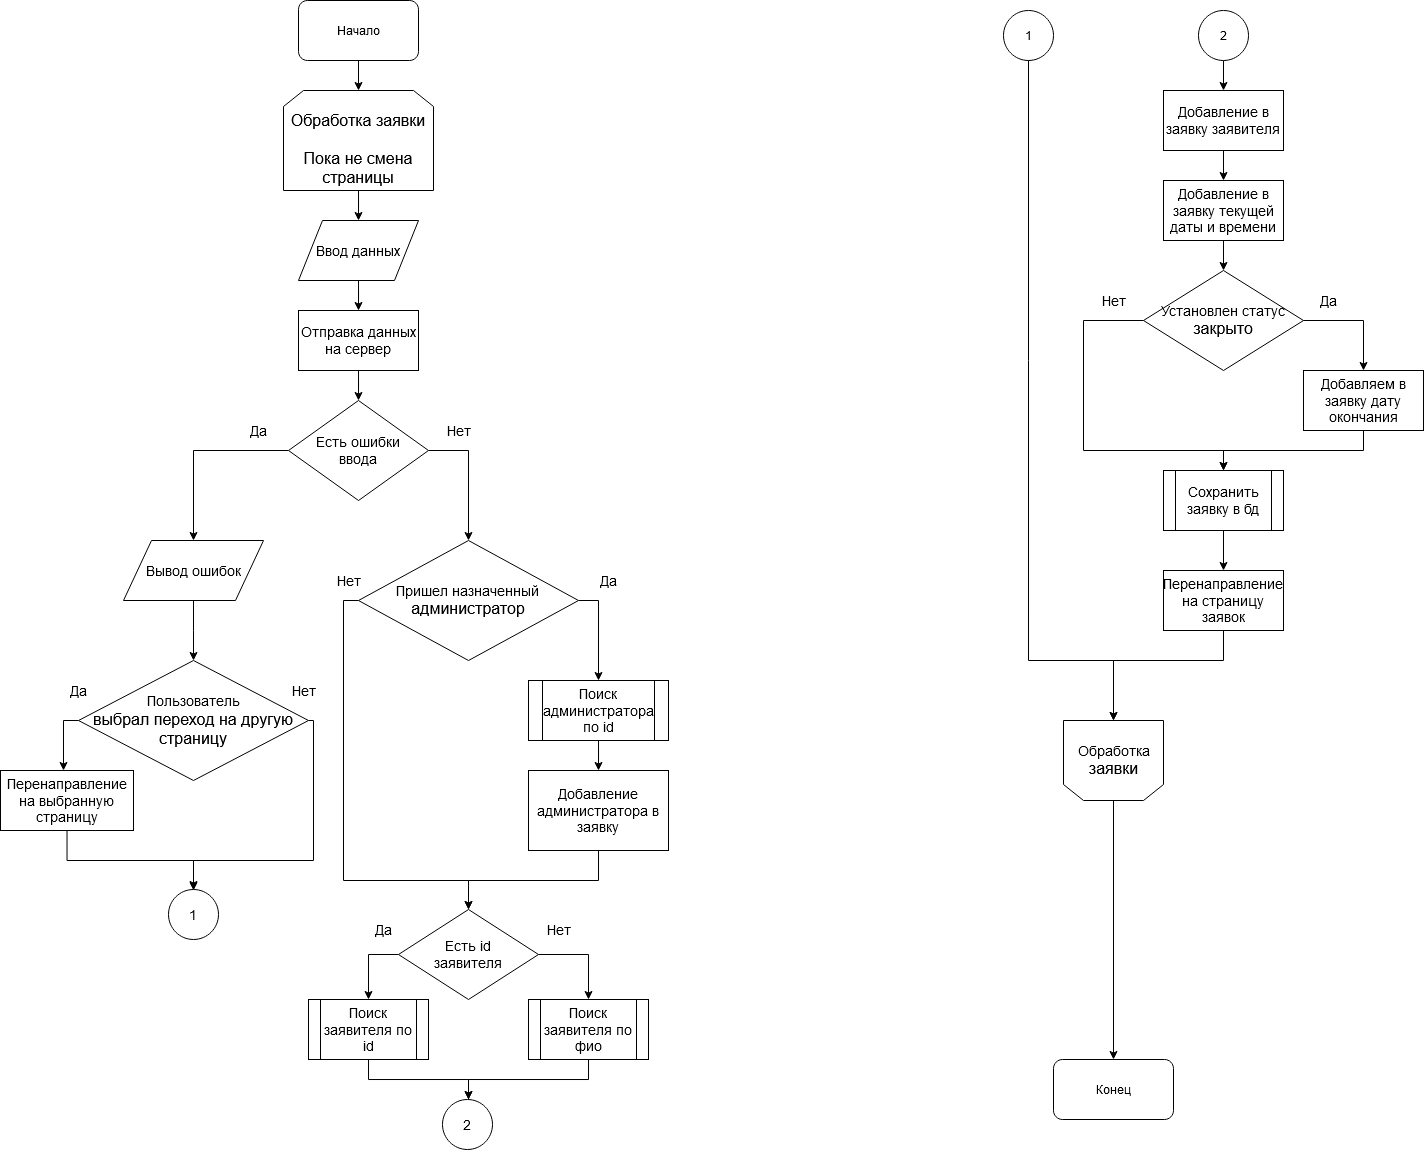 Начало
Обработка заявки
Пока не смена
страницы
Ввод данных
Отправка данных
на сервер
Есть ошибки
ввода
Да
Нет
Вывод ошибок
Пользователь
выбрал переход на другую
страницу
Да
Нет
Перенаправление
на выбранную
страницу
1
Пришел назначенный
администратор
Нет
Да
Поиск
администратора
по id
Добавление
администратора в
заявку
Есть id
заявителя
Да
Нет
Поиск
заявителя по
id
Поиск
заявителя по
фио
2
1
2
Добавление в
заявку заявителя
Добавление в
заявку текущей
даты и времени
Установлен статус
закрыто
Нет
Да
Добавляем в
заявку дату
окончания
Сохранить
заявку в бд
Перенаправление
на страницу
заявок
Обработка
заявки
Конец